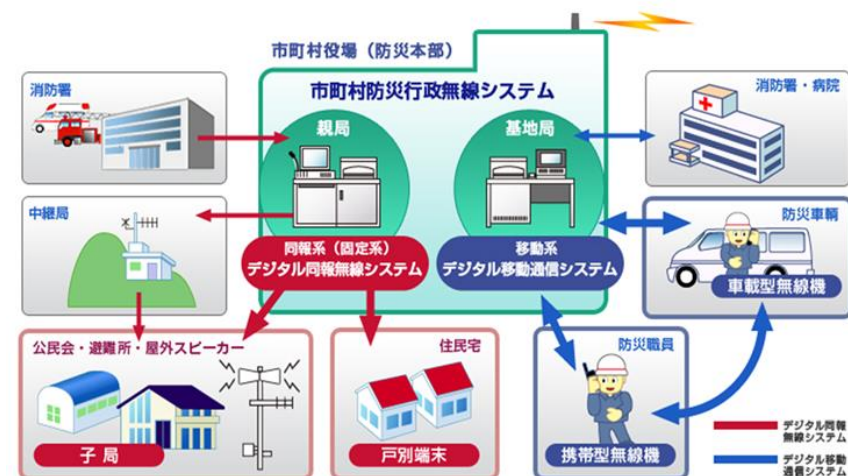 市町村役場（防災本部）
市町村防災行政無線システム
消防署
親局
基地局
消防署・病院
中継局
同報系（固定系）
デジタル同報無線システム
移動系
デジタル移動通信システム
防災車輌
車載型無線機
公民会・避難所・屋外スピーカー
子局
住民宅
戸別端末
防災職員
携帯型無線機
デジタル同報
無線システム
デジタル移動
通信システム